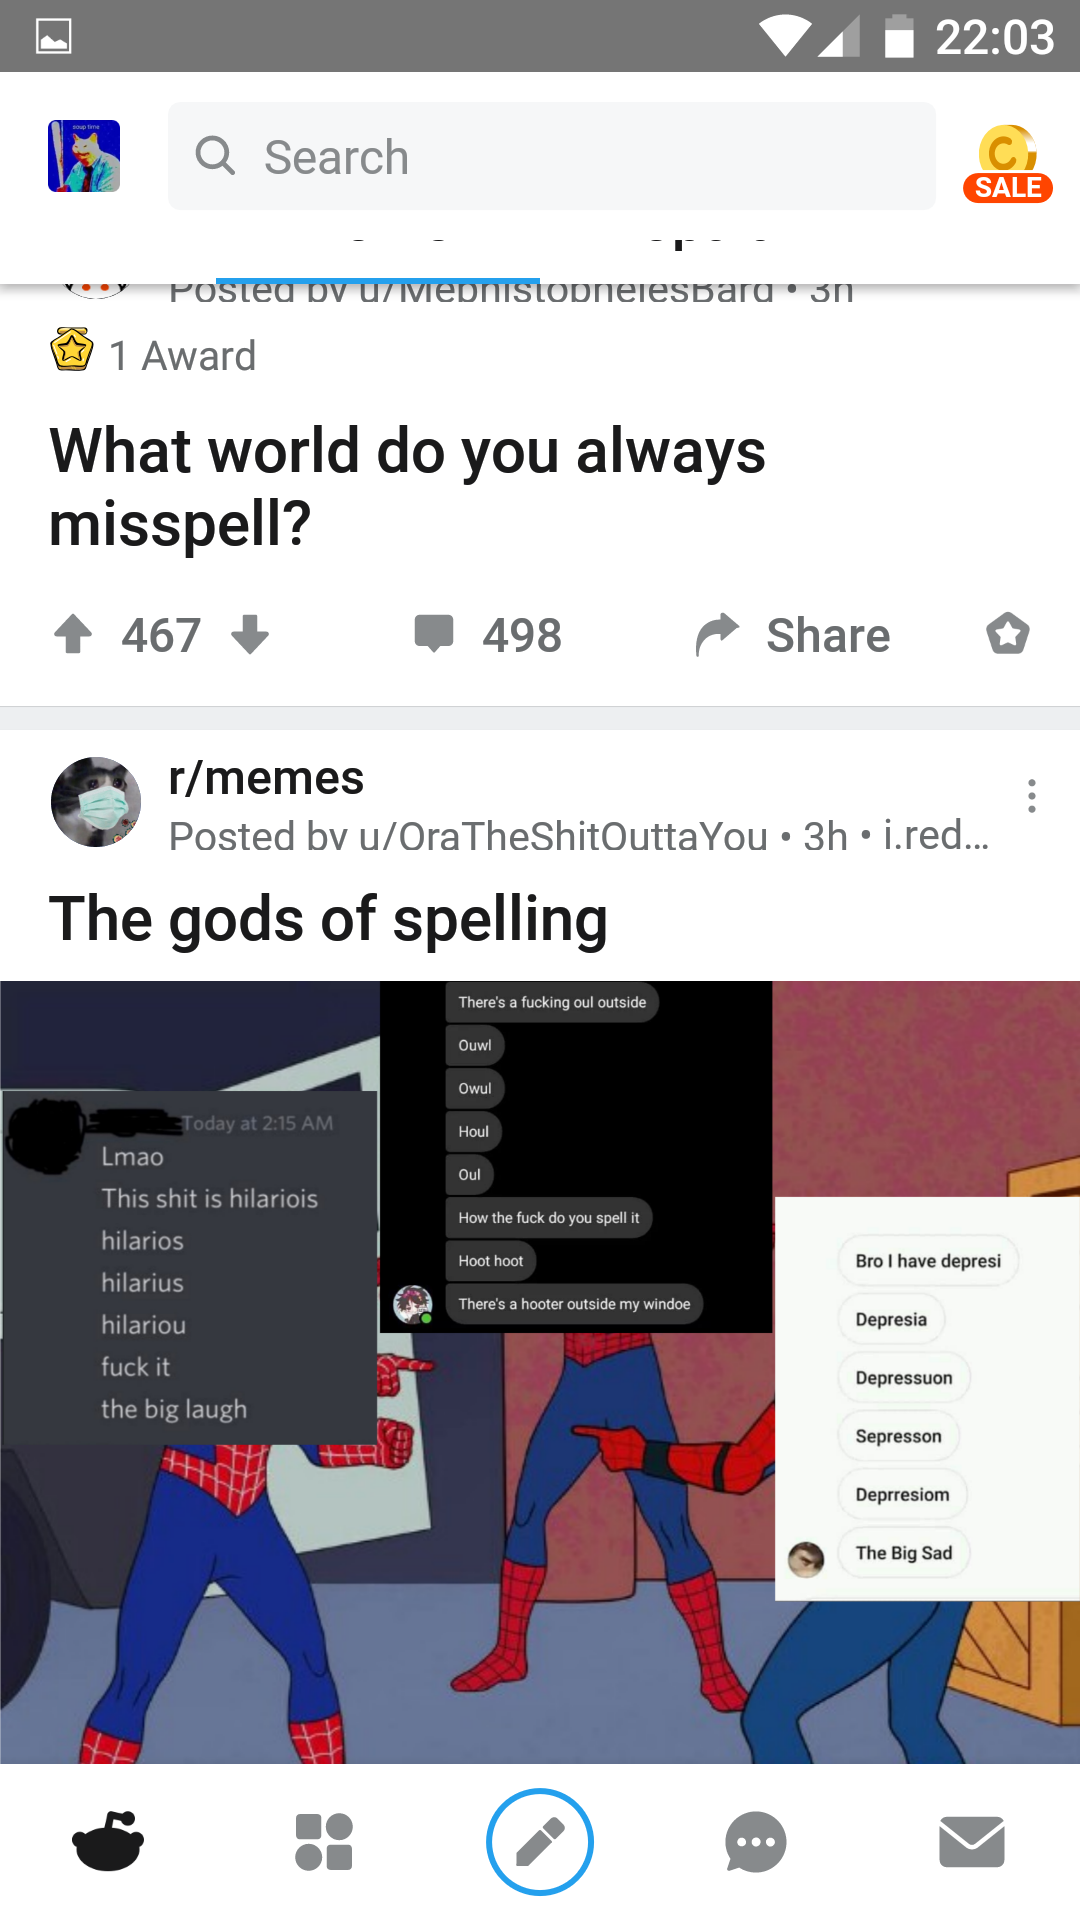 22:03
Search
SALE
Posted by u/MephistophelesBard • 3h
1 Award
What world do you always
misspell?
467
498
Share
r/memes
Posted by u/OraTheShitOuttaYou • 3h • i.red...
The gods of spelling
There's a fucking oul outside
Ouwl
Owul
Houl
Oul
How the fuck do you spell it
Hoot hoot
There's a hooter outside my windoe
Today at 2:15 AM
Lmao
This shit is hilariois
hilarios
hilarius
hilariou
fuck it
the big laugh
Bro I have depresi
Depresia
Depressuon
Sepresson
Deprresiom
The Big Sad